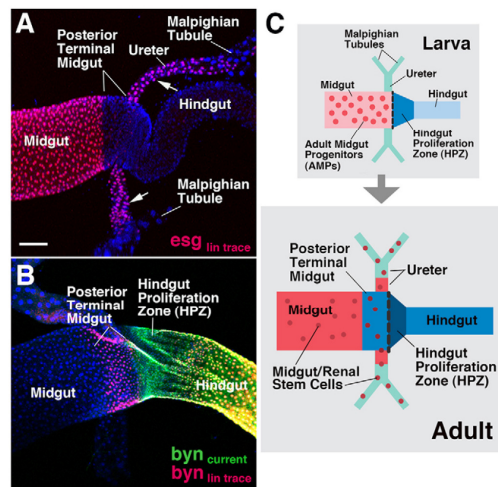 A
Posterior
Terminal
Midgut
Ureter
Malpighian
Tubule
Hindgut
Midgut
Malpighian
Tubule
esg lin trace
B
Posterior
Terminal
Midgut
Hindgut
Proliferation
Zone (HPZ)
Midgut
Hindgut
byn current
byn lin trace
C
Malpighian
Tubules
Larva
Ureter
Midgut
Hindgut
Adult Midgut
Progenitors
(AMPs)
Hindgut
Proliferation
Zone (HPZ)
Posterior
Terminal
Midgut
Ureter
Midgut
Hindgut
Midgut/Renal
Stem Cells
Hindgut
Proliferation
Zone (HPZ)
Adult